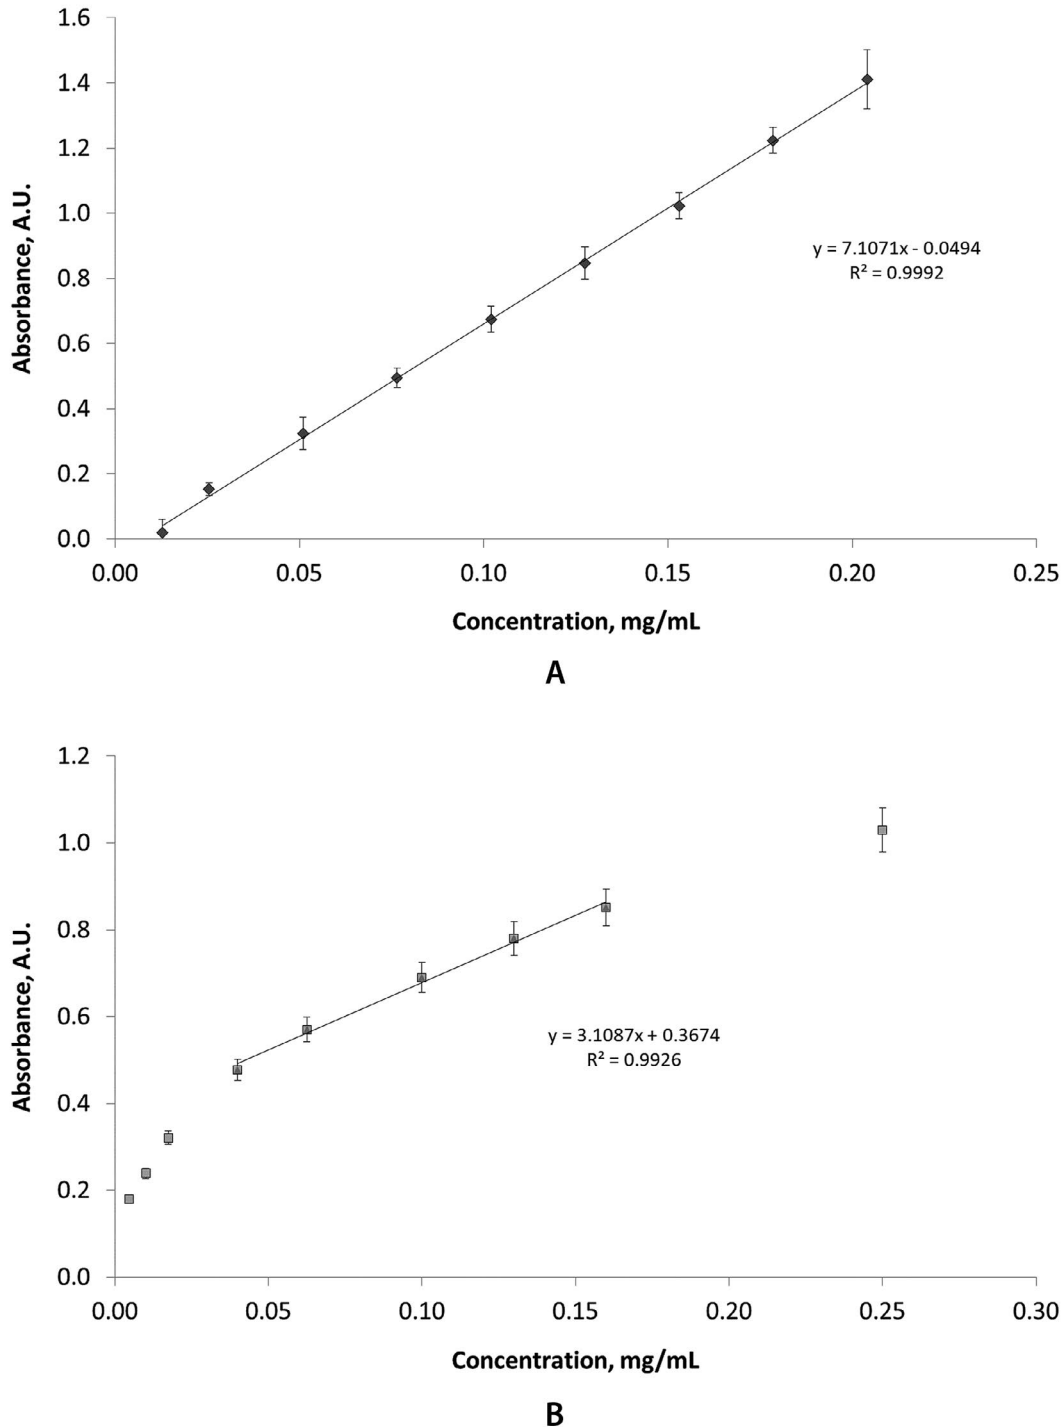 1.6
1.4
1.2
1.0
0.8
0.6
0.4
0.2
0.0
Absorbance, A.U.
y = 7.1071x - 0.0494
R² = 0.9992
0.00 0.05 0.10 0.15 0.20 0.25
Concentration, mg/mL
A
1.2
1.0
0.8
0.6
0.4
0.2
0.0
Absorbance, A.U.
y = 3.1087x + 0.3674
R² = 0.9926
0.00 0.05 0.10 0.15 0.20 0.25 0.30
Concentration, mg/mL
B